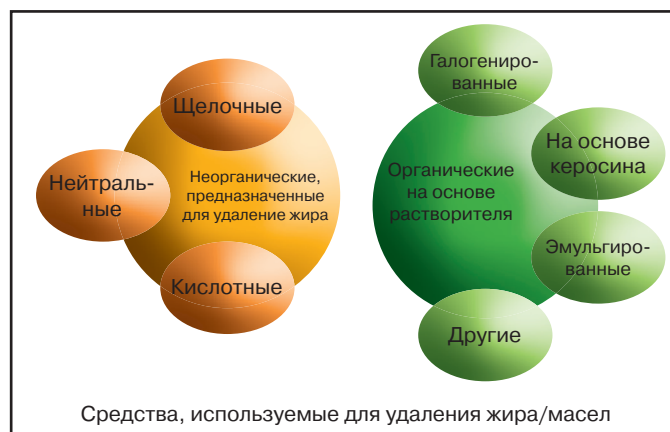 Щелочные
Нейтраль-
ные
Неорганические,
предназначенные
для удаление жира
Кислотные
Галогениро-
ванные
На основе
керосина
Органические
на основе
растворителя
Эмульгиро-
ванные
Другие
Средства, используемые для удаления жира/масел